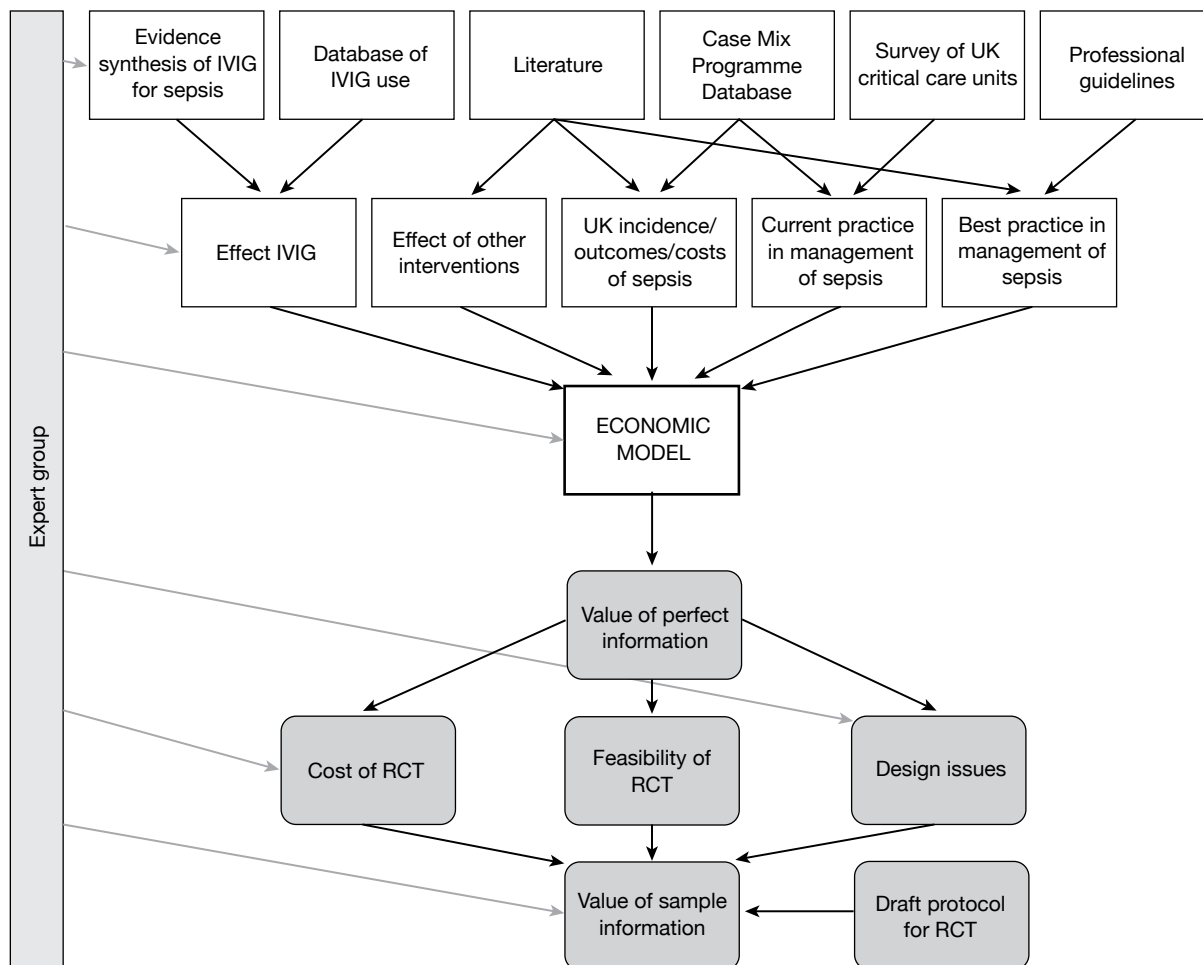 Evidence
synthesis of IVIG
for sepsis
Database of
IVIG use
Literature
Case Mix
Programme
Database
Survey of UK
critical care units
Professional
guidelines
Effect IVIG
Effect of other
interventions
UK incidence/
outcomes/costs
of sepsis
Current practice
in management
of sepsis
Best practice in
management of
sepsis
ECONOMIC
MODEL
Expert group
Value of perfect
information
Cost of RCT
Feasibility of
RCT
Design issues
Value of sample
information
Draft protocol
for RCT